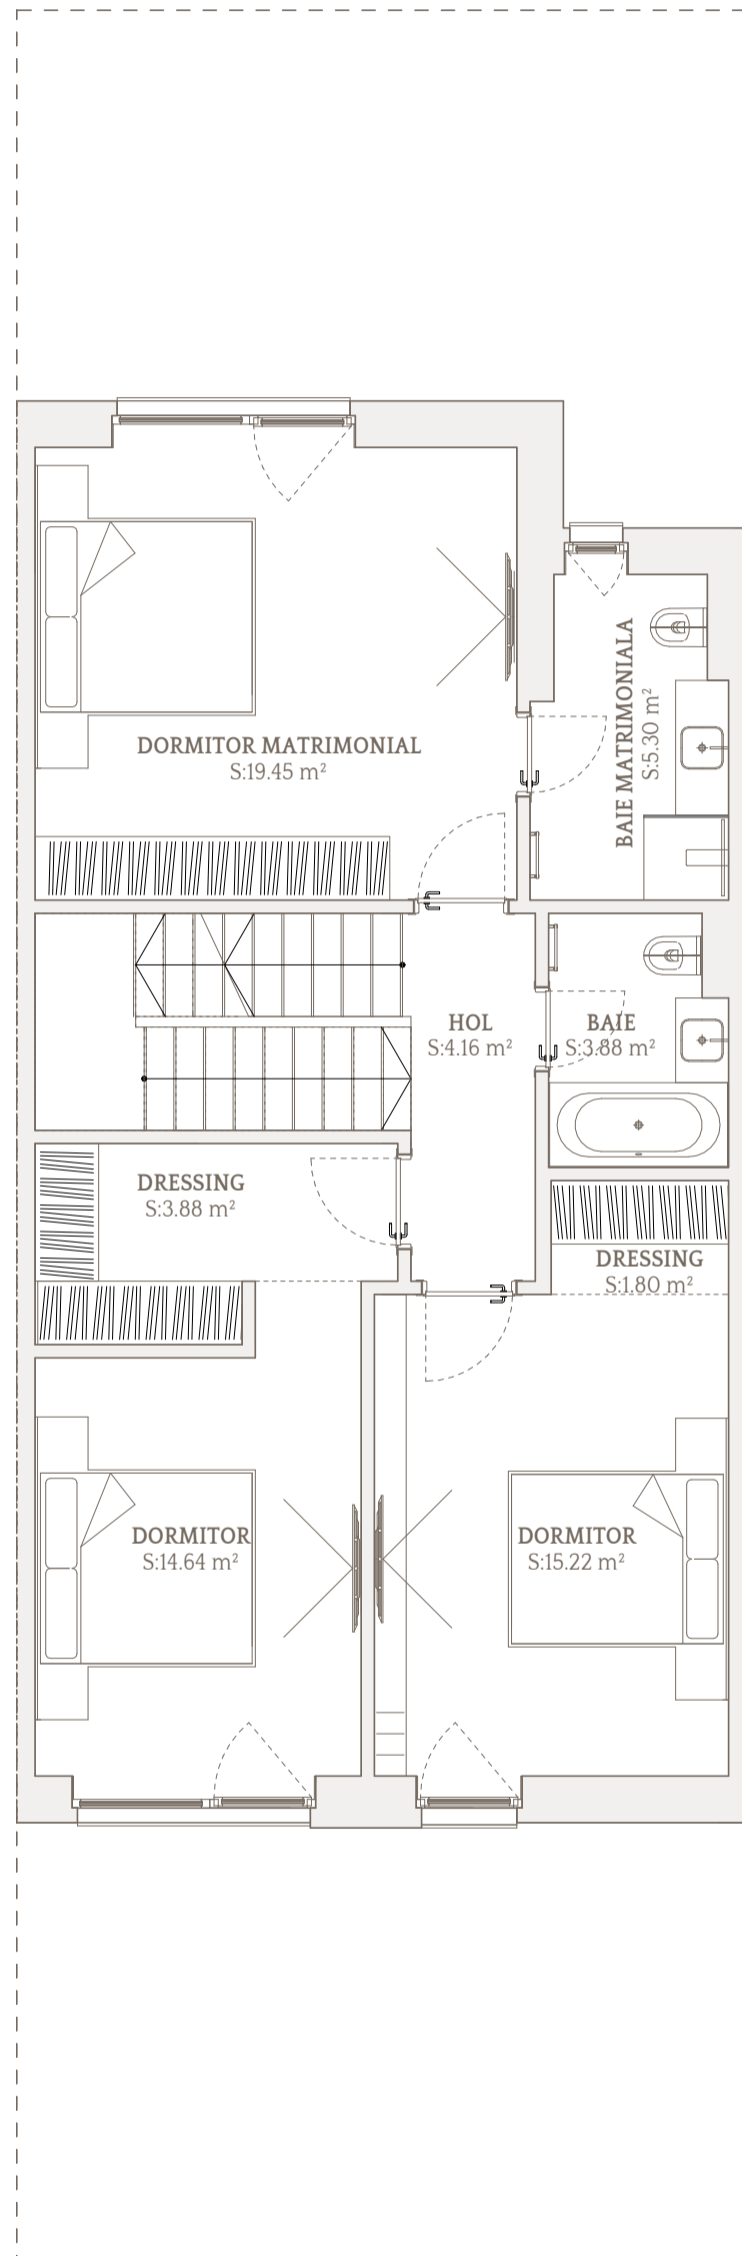 DORMITOR MATRIMONIAL
S:19.45 m²
BAIE MATRIMONIALA
S:5.30 m²
HOL
S:4.16 m²
BAIE
S:3.88 m²
DRESSING
S:3.88 m²
DRESSING
S:1.80 m²
DORMITOR
S:14.64 m²
DORMITOR
S:15.22 m²